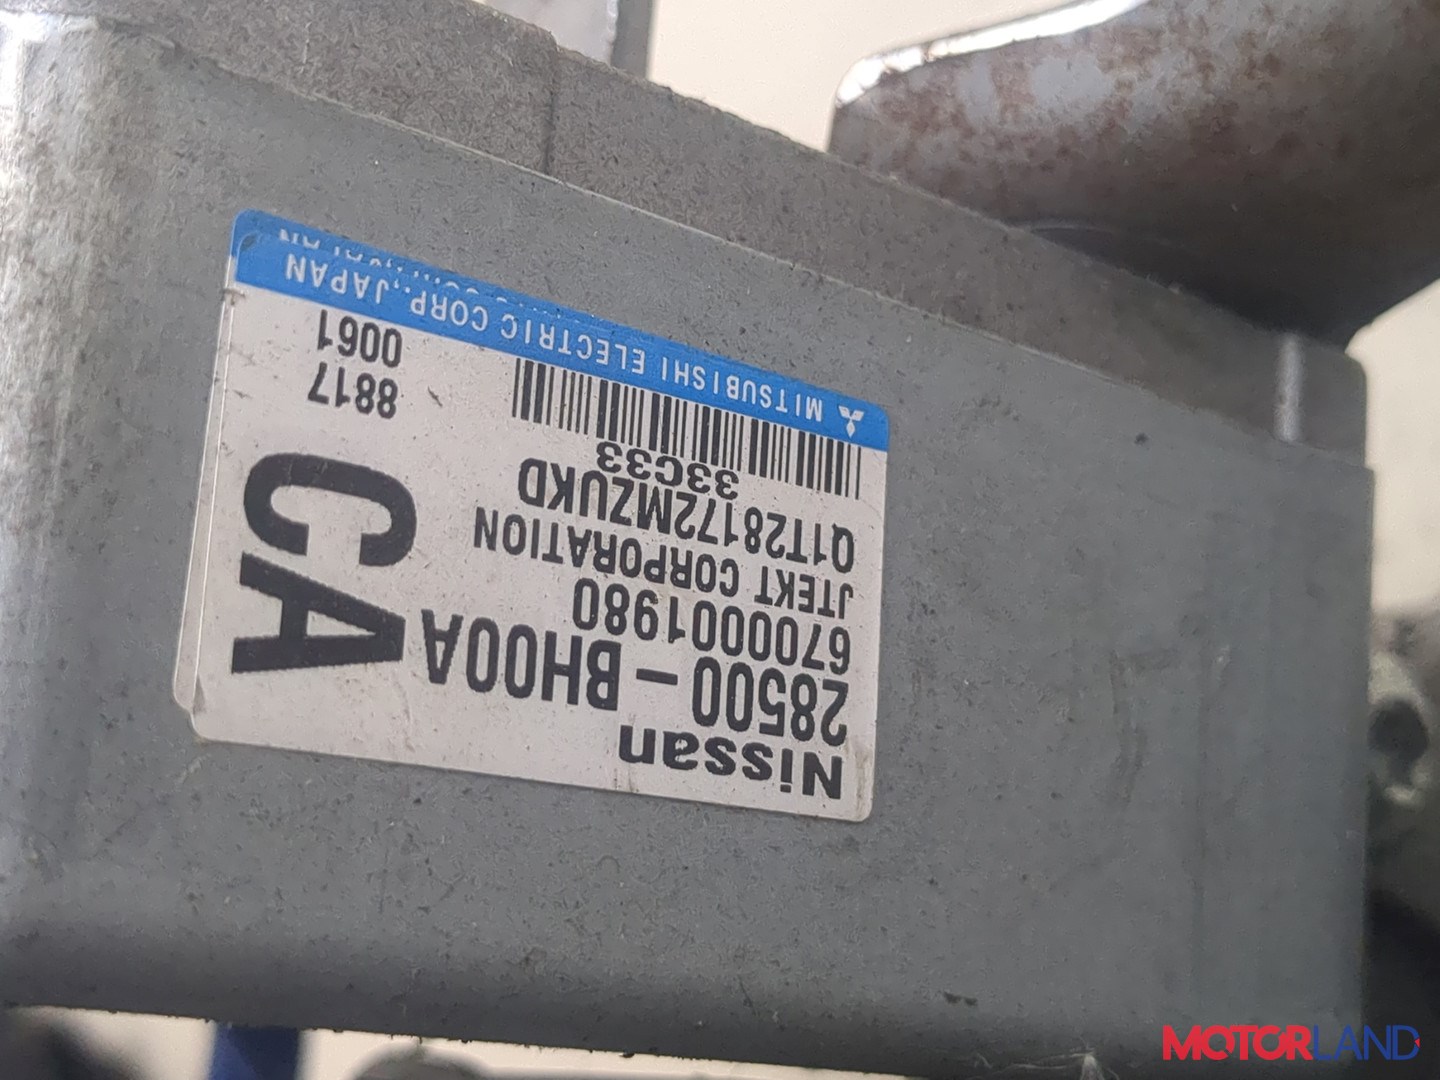 Nissan
28500-BH00A
6700001980
JTEKT CORPORATION
Q1T28172MZUKD
33C33
CA
8817
0061
MITSUBISHI ELECTRIC CORP., JAPAN
MOTORLAND